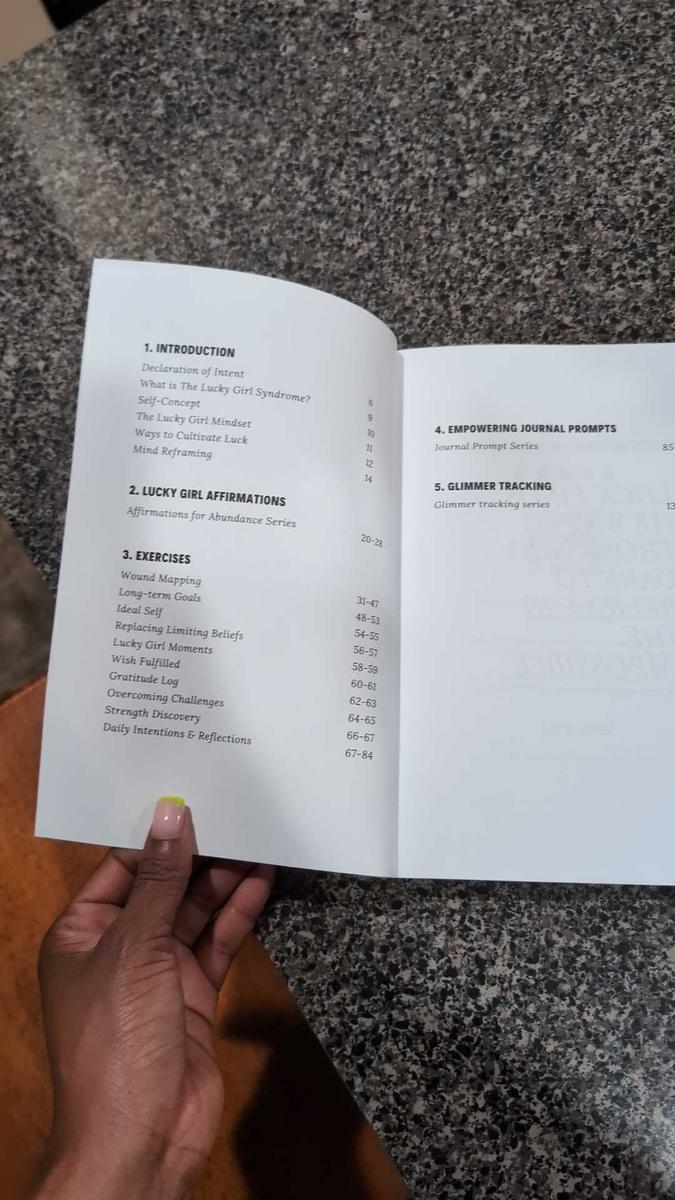 1. INTRODUCTION
Declaration of Intent 6
What is The Lucky Girl Syndrome? 9
Self-Concept 10
The Lucky Girl Mindset 11
Ways to Cultivate Luck 12
Mind Reframing 14
2. LUCKY GIRL AFFIRMATIONS
Affirmations for Abundance Series 20-28
3. EXERCISES
Wound Mapping 31-47
Long-term Goals 48-53
Ideal Self 54-55
Replacing Limiting Beliefs 56-57
Lucky Girl Moments 58-59
Wish Fulfilled 60-61
Gratitude Log 62-63
Overcoming Challenges 64-65
Strength Discovery 66-67
Daily Intentions & Reflections 67-84
4. EMPOWERING JOURNAL PROMPTS
Journal Prompt Series 85-
5. GLIMMER TRACKING
Glimmer tracking series 13